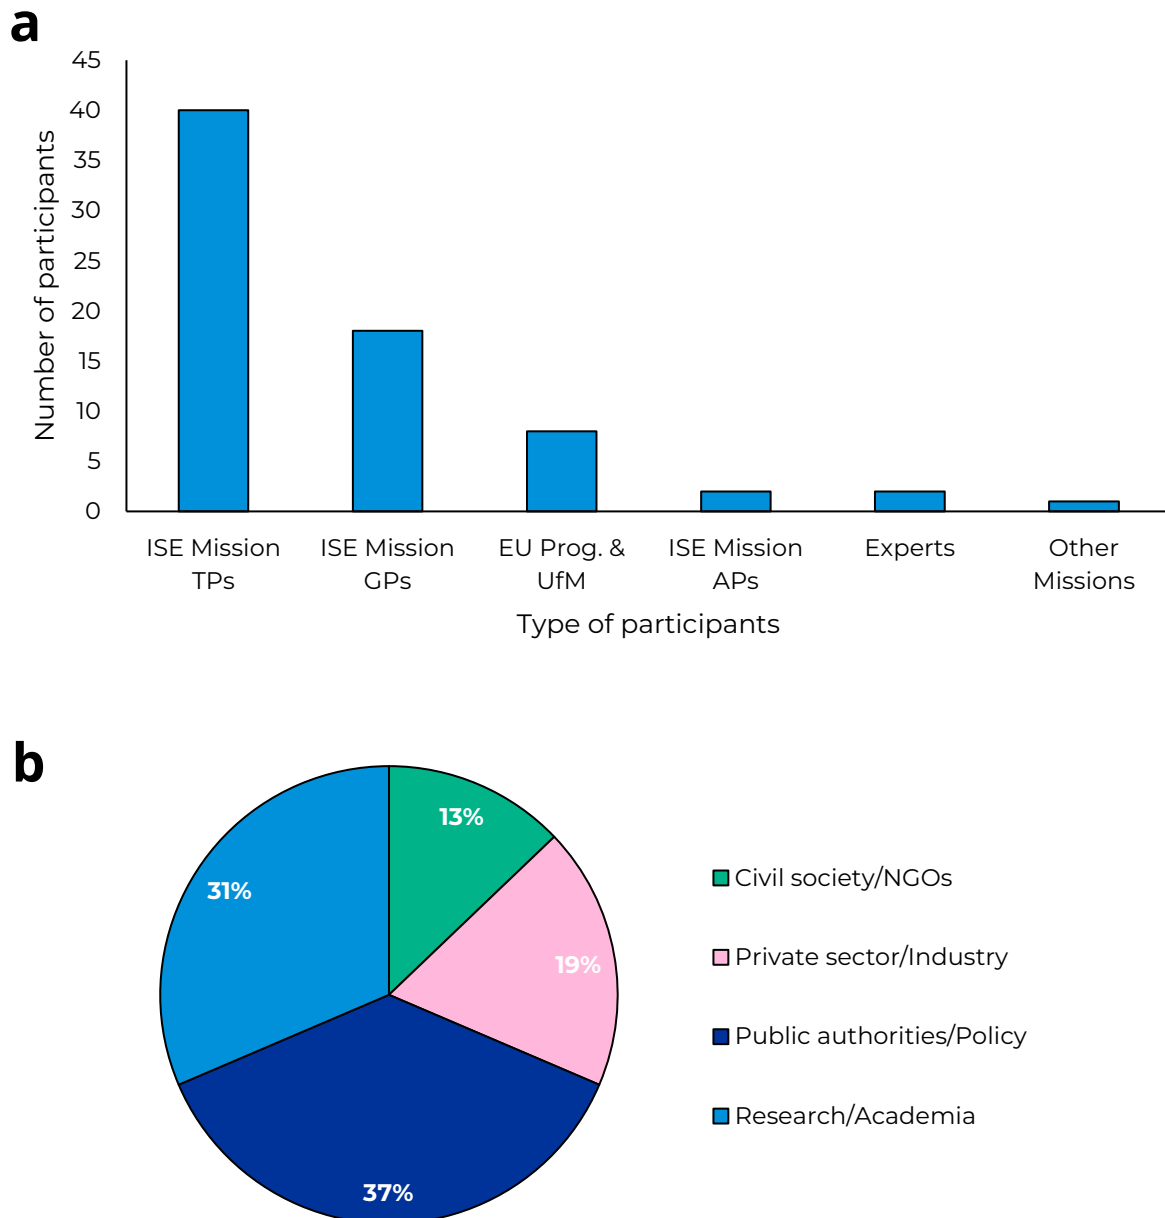 a
45
40
35
30
25
20
15
10
5
0
Number of participants
ISE Mission TPs
ISE Mission GPs
EU Prog. & UfM
ISE Mission APs
Experts
Other Missions
Type of participants
b
13%
19%
37%
31%
Civil society/NGOs
Private sector/Industry
Public authorities/Policy
Research/Academia